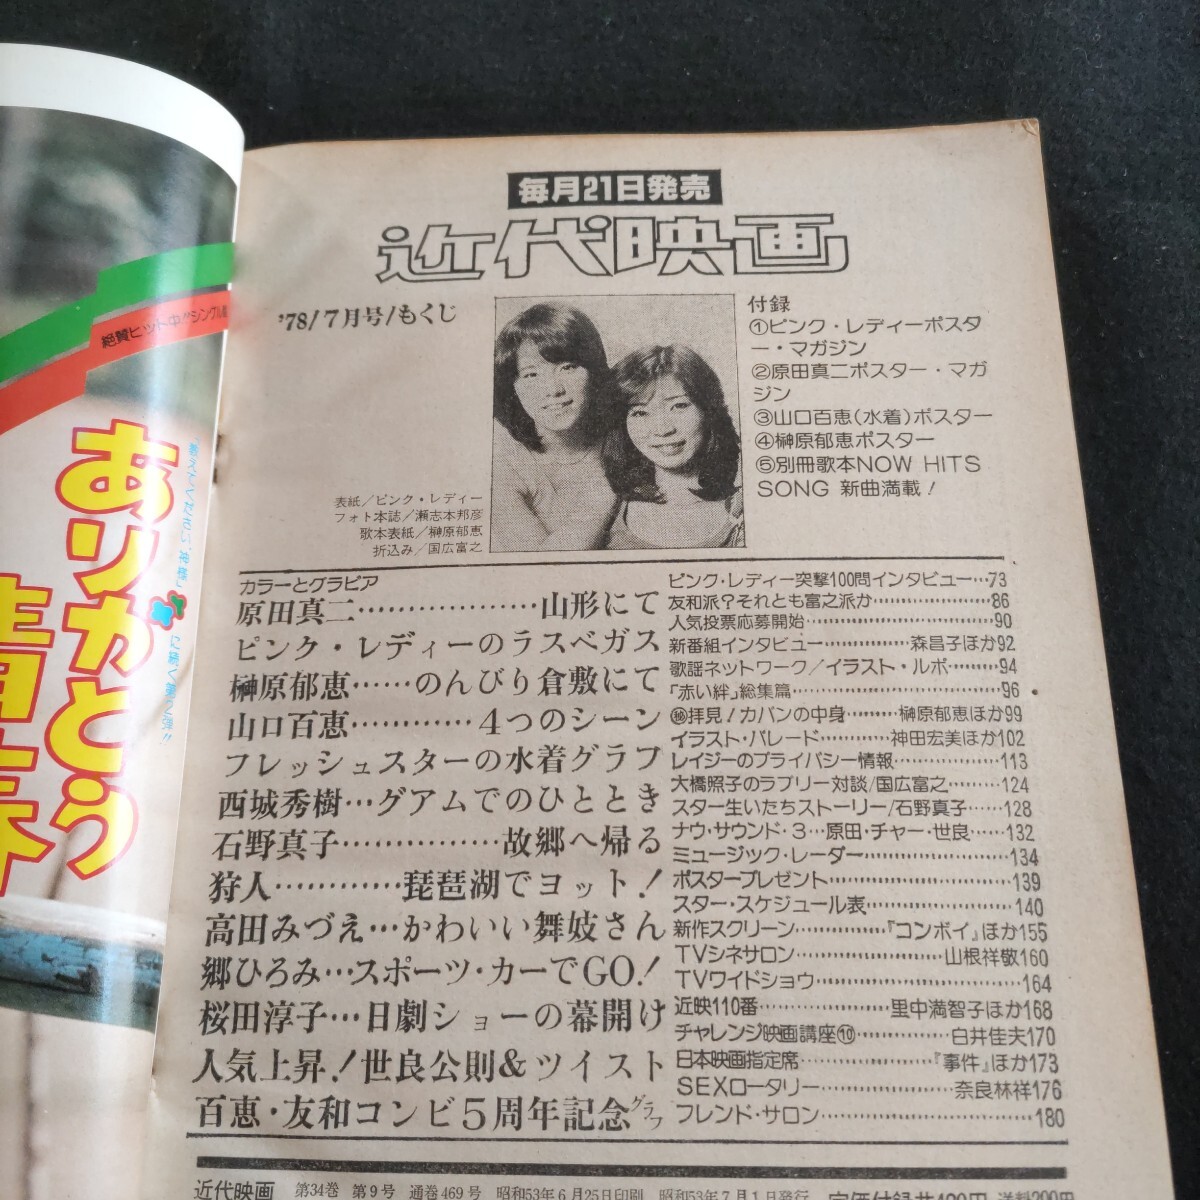 絶賛ヒット中!!シングル盤
ありがとう
青春
毎月21日発売
近代映画
'78/7月号/もくじ
付録
①ピンク・レディーポスタ
ー・マガジン
②原田真二ポスター・マガ
ジン
③山口百恵(水着)ポスター
④榊原郁恵ポスター
⑤別冊歌本NOW HITS
SONG 新曲満載!
表紙/ピンク・レディー
フォト本誌/瀬志本邦彦
歌本表紙/榊原郁恵
折込み/国広富之
カラーとグラビア
原田真二………………山形にて
ピンク・レディーのラスベガス
榊原郁恵……のんびり倉敷にて
山口百恵…………4つのシーン
フレッシュスターの水着グラフ
西城秀樹…グアムでのひととき
石野真子……………故郷へ帰る
狩人…………琵琶湖でヨット!
高田みづえ…かわいい舞妓さん
郷ひろみ…スポーツ・カーでGO!
桜田淳子…日劇ショーの幕開け
人気上昇!世良公則&ツイスト
百恵・友和コンビ5周年記念グラフ
ピンク・レディー突撃100問インタビュー…73
友和派?それとも富之派か……………86
人気投票応募開始……………………90
新番組インタビュー…………森昌子ほか92
歌謡ネットワーク/イラスト・ルポ……94
「赤い絆」総集篇……………………96
㊙拝見!カバンの中身………榊原郁恵ほか99
イラスト・パレード…………神田宏美ほか102
レイジーのプライバシー情報……………113
大橋照子のラブリー対談/国広富之………124
スター生いたちストーリー/石野真子……128
ナウ・サウンド・3…原田・チャー・世良……132
ミュージック・レーダー…………………134
ポスタープレゼント……………………139
スター・スケジュール表…………………140
新作スクリーン……………『コンボイ』ほか155
TVシネサロン……………………山根祥敬160
TVワイドショウ………………………164
近映110番………………里中満智子ほか168
チャレンジ映画講座⑩…………白井佳夫170
日本映画指定席………………『事件』ほか173
SEXロータリー…………………奈良林祥176
フレンド・サロン………………………180
近代映画 第34巻 第9号 通巻469号 昭和53年6月25日印刷 昭和53年7月1日発行 定価付録共420円 送料200円